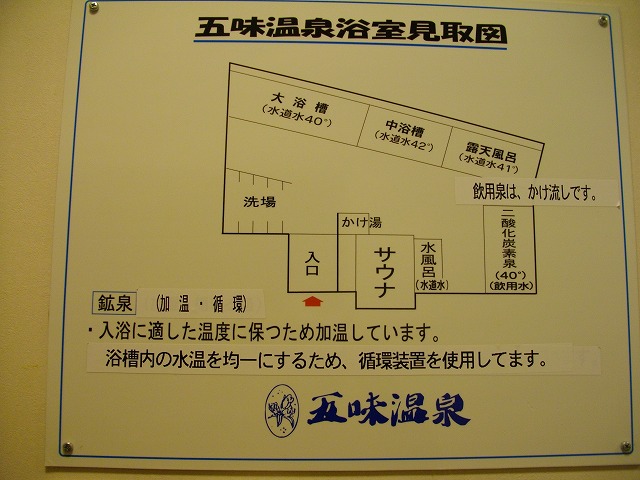 五味温泉浴室見取図
大浴槽
(水道水40°)
中浴槽
(水道水42°)
露天風呂
(水道水41°)
飲用泉は、かけ流しです。
洗場
かけ湯
入口
サウナ
水風呂
(水道水)
二酸化炭素泉
(40°)
(飲用水)
鉱泉 (加温・循環)
・入浴に適した温度に保つため加温しています。
浴槽内の水温を均一にするため、循環装置を使用してます。
五味温泉